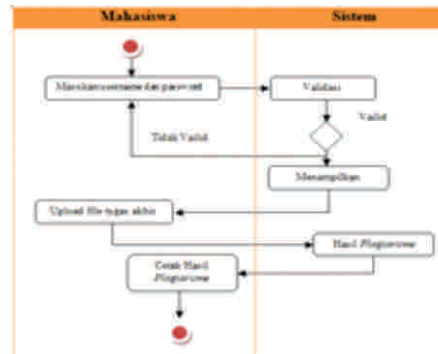 Mahasiswa
Sistem
Masukan username dan password
Validasi
Valid
Tidak Valid
Menampilkan
Upload file tugas akhir
Hasil Plagiarisme
Cetak Hasil
Plagiarisme